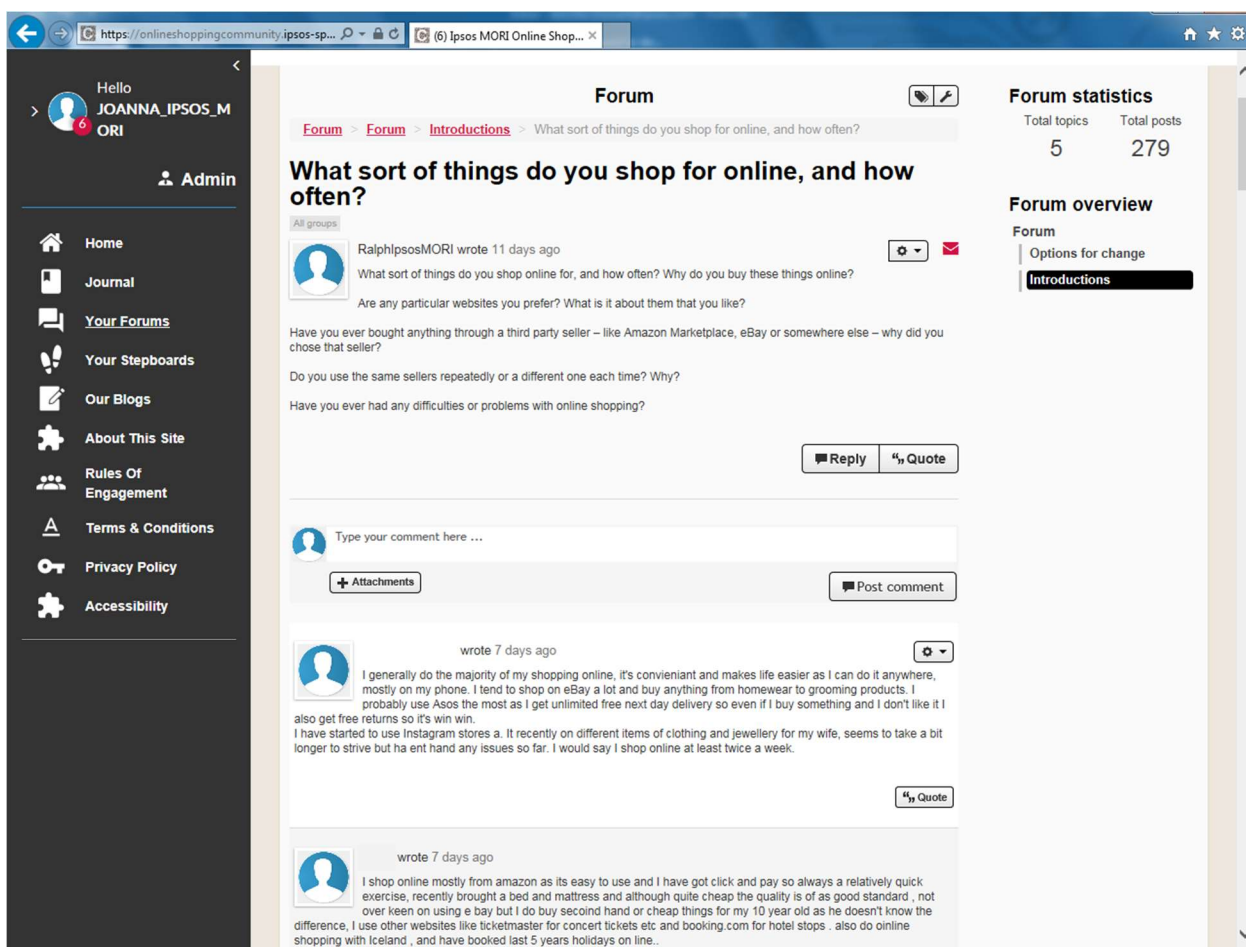 https://onlineshoppingcommunity.ipsos-sp...
(6) Ipsos MORI Online Shop...
Hello
JOANNA_IPSOS_M
ORI
6
Admin
Home
Journal
Your Forums
Your Stepboards
Our Blogs
About This Site
Rules Of
Engagement
Terms & Conditions
Privacy Policy
Accessibility
Forum
Forum > Forum > Introductions > What sort of things do you shop for online, and how often?
What sort of things do you shop for online, and how
often?
All groups
RalphIpsosMORI wrote 11 days ago
What sort of things do you shop online for, and how often? Why do you buy these things online?
Are any particular websites you prefer? What is it about them that you like?
Have you ever bought anything through a third party seller – like Amazon Marketplace, eBay or somewhere else – why did you
chose that seller?
Do you use the same sellers repeatedly or a different one each time? Why?
Have you ever had any difficulties or problems with online shopping?
Reply
Quote
Type your comment here ...
Attachments
Post comment
wrote 7 days ago
I generally do the majority of my shopping online, it's convieniant and makes life easier as I can do it anywhere,
mostly on my phone. I tend to shop on eBay a lot and buy anything from homewear to grooming products. I
probably use Asos the most as I get unlimited free next day delivery so even if I buy something and I don't like it I
also get free returns so it's win win.
I have started to use Instagram stores a. It recently on different items of clothing and jewellery for my wife, seems to take a bit
longer to strive but ha ent hand any issues so far. I would say I shop online at least twice a week.
Quote
wrote 7 days ago
I shop online mostly from amazon as its easy to use and I have got click and pay so always a relatively quick
exercise, recently brought a bed and mattress and although quite cheap the quality is of as good standard , not
over keen on using e bay but I do buy secoind hand or cheap things for my 10 year old as he doesn't know the
difference, I use other websites like ticketmaster for concert tickets etc and booking.com for hotel stops . also do oinline
shopping with Iceland , and have booked last 5 years holidays on line..
Forum statistics
Total topics Total posts
5 279
Forum overview
Forum
Options for change
Introductions